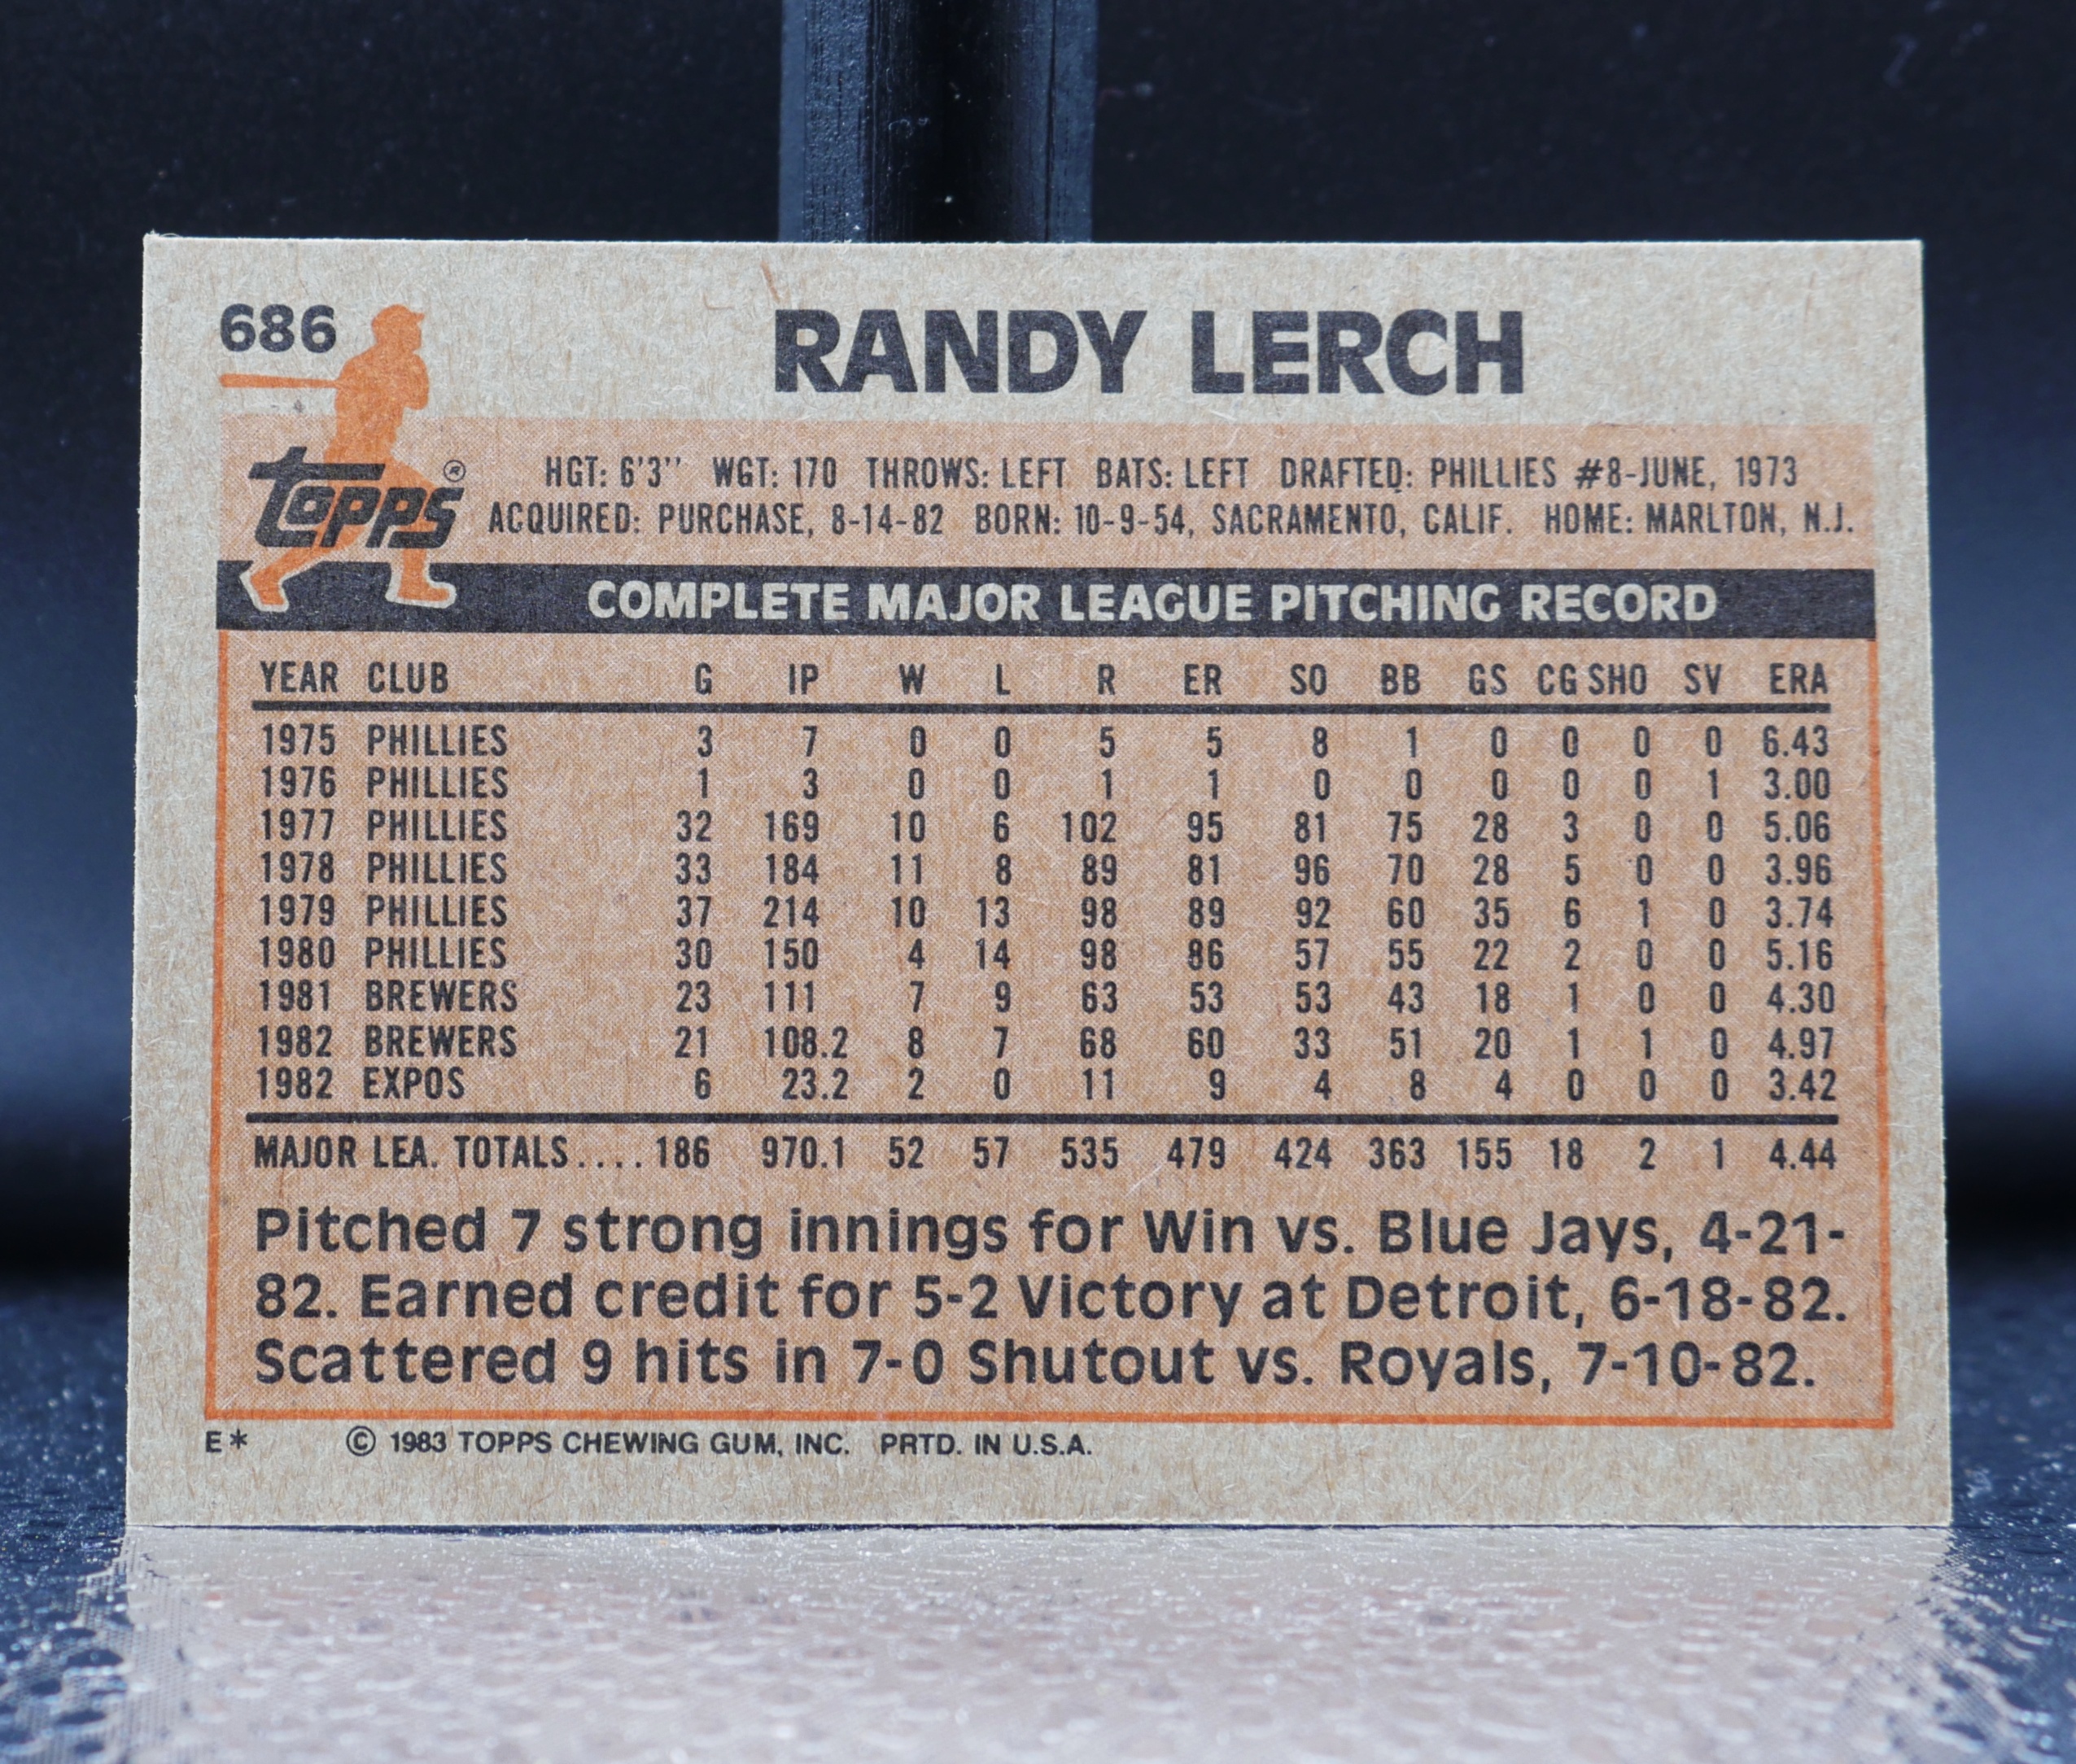 686
RANDY LERCH
Topps ®
HGT: 6'3" WGT: 170 THROWS: LEFT BATS: LEFT DRAFTED: PHILLIES #8-JUNE, 1973
ACQUIRED: PURCHASE, 8-14-82 BORN: 10-9-54, SACRAMENTO, CALIF. HOME: MARLTON, N.J.
COMPLETE MAJOR LEAGUE PITCHING RECORD
YEAR CLUB G IP W L R ER SO BB GS CG SHO SV ERA
1975 PHILLIES 3 7 0 0 5 5 8 1 0 0 0 0 6.43
1976 PHILLIES 1 3 0 0 1 1 0 0 0 0 0 1 3.00
1977 PHILLIES 32 169 10 6 102 95 81 75 28 3 0 0 5.06
1978 PHILLIES 33 184 11 8 89 81 96 70 28 5 0 0 3.96
1979 PHILLIES 37 214 10 13 98 89 92 60 35 6 1 0 3.74
1980 PHILLIES 30 150 4 14 98 86 57 55 22 2 0 0 5.16
1981 BREWERS 23 111 7 9 63 53 53 43 18 1 0 0 4.30
1982 BREWERS 21 108.2 8 7 68 60 33 51 20 1 1 0 4.97
1982 EXPOS 6 23.2 2 0 11 9 4 8 4 0 0 0 3.42
MAJOR LEA. TOTALS.... 186 970.1 52 57 535 479 424 363 155 18 2 1 4.44
Pitched 7 strong innings for Win vs. Blue Jays, 4-21-
82. Earned credit for 5-2 Victory at Detroit, 6-18-82.
Scattered 9 hits in 7-0 Shutout vs. Royals, 7-10-82.
E* © 1983 TOPPS CHEWING GUM, INC. PRTD. IN U.S.A.